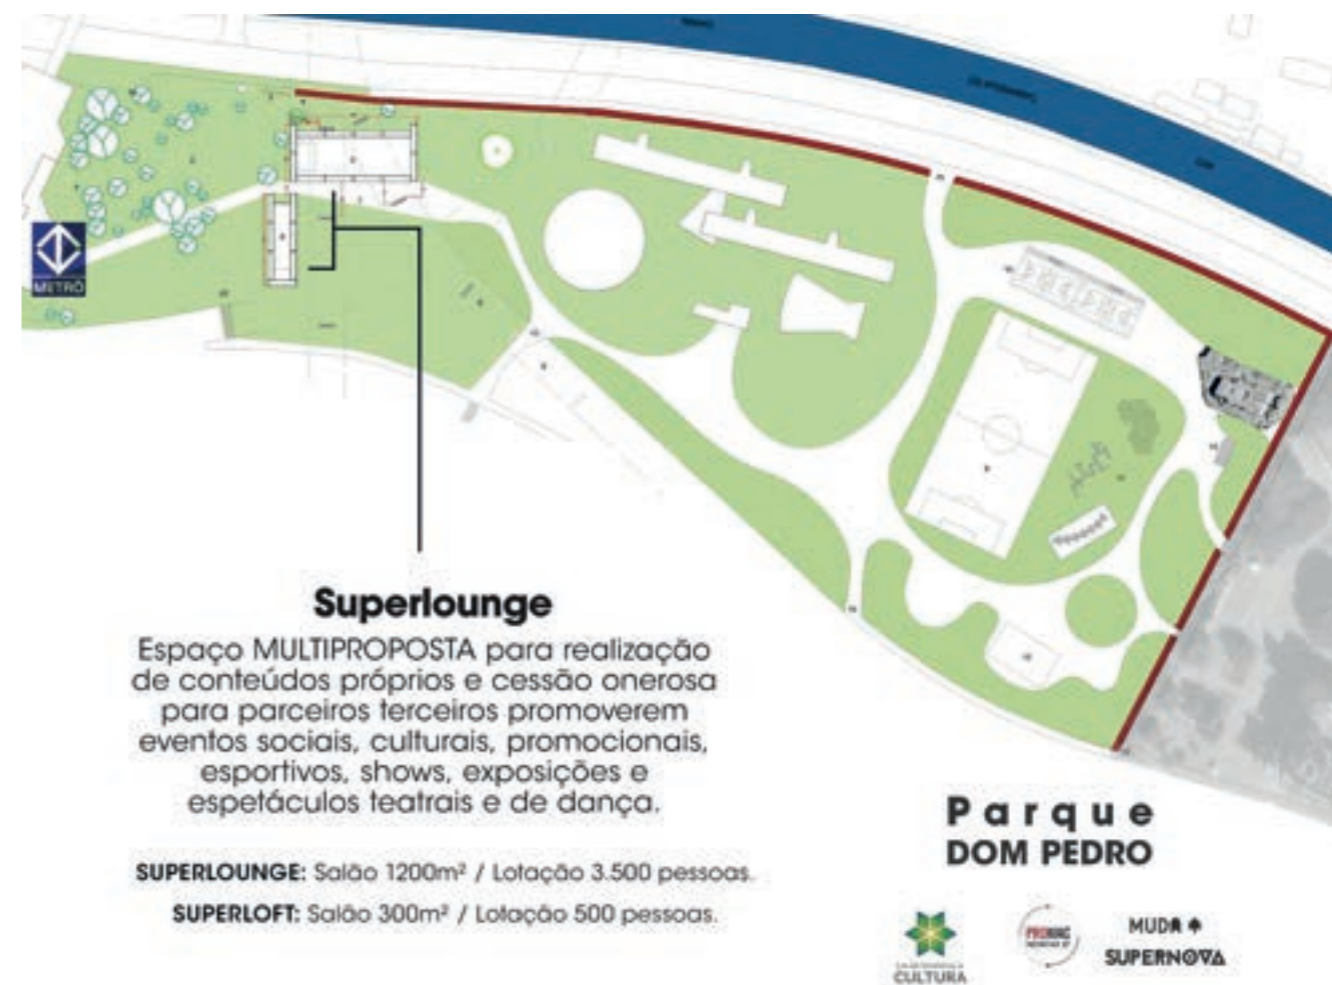 METRÔ
Superlounge
Espaço MULTIPROPOSTA para realização
de conteúdos próprios e cessão onerosa
para parceiros terceiros promoverem
eventos sociais, culturais, promocionais,
esportivos, shows, exposições e
espetáculos teatrais e de dança.
SUPERLOUNGE: Salão 1200m² / Lotação 3.500 pessoas.
SUPERLOFT: Salão 300m² / Lotação 500 pessoas.
Parque
DOM PEDRO
CULTURA
PROMAC
MUDA
SUPERNOVA